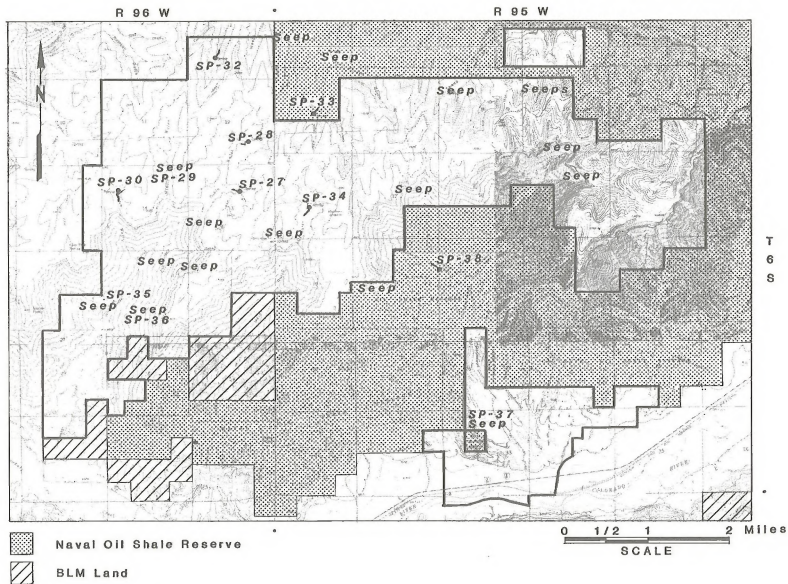 R 96 W
R 95 W
Seep
SP-32
Seep
N
Seep
Seeps
SP-33
SP-28
Seep
Seep
SP-29
SP-30
SP-27
Seep
Seep
SP-34
Seep
Seep
T
6
S
Seep
Seep
SP-38
SP-35
Seep
Seep
Seep
SP-36
SP-37
Seep
COLORADO
RIVER
RIVER
Naval Oil Shale Reserve
BLM Land
0 1/2 1 2 Miles
SCALE